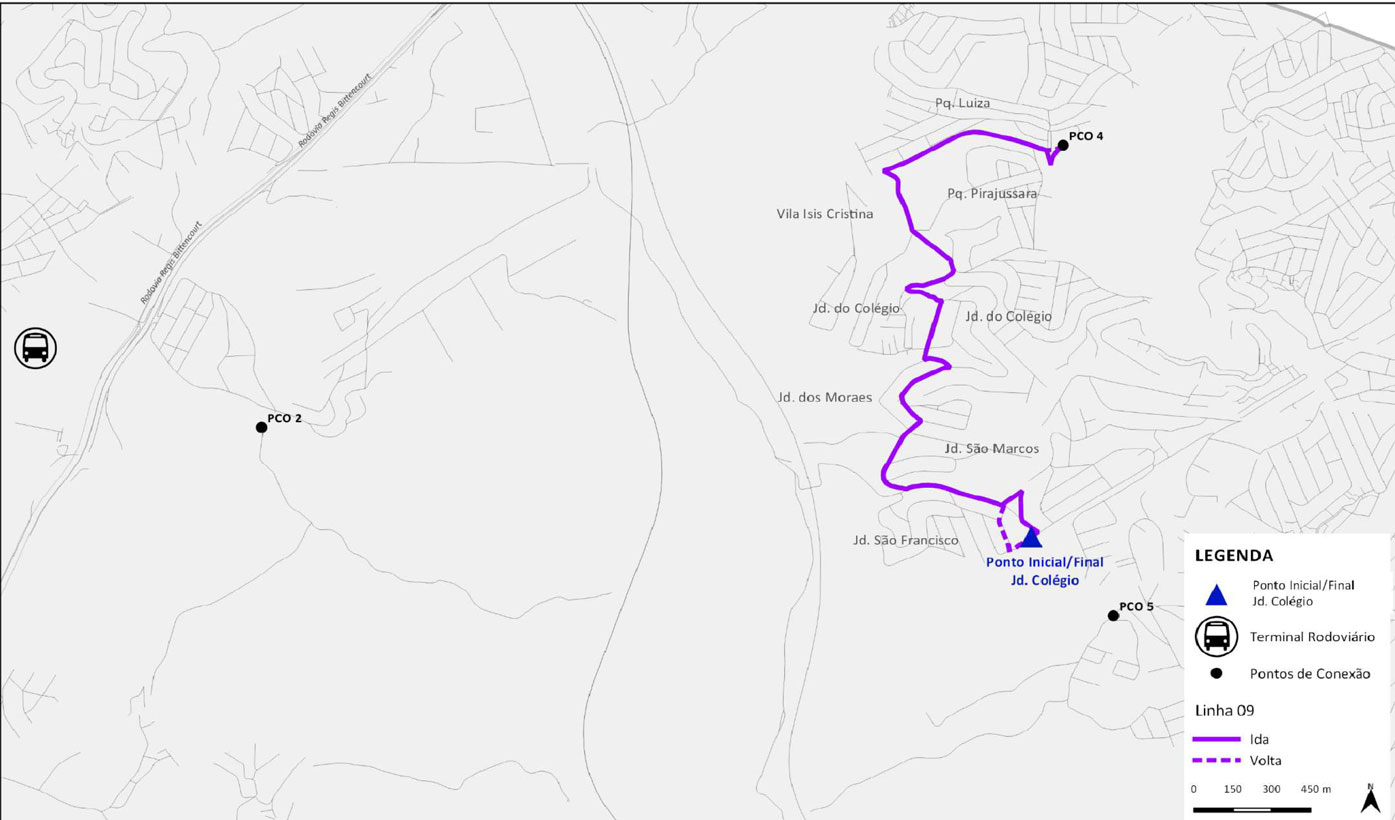 Rodovia Regis Bittencourt
Pq. Luiza
PCO 4
Pq. Pirajussara
Vila Isis Cristina
Rodovia Regis Bittencourt
Jd. do Colégio
Jd. do Colégio
Jd. dos Moraes
PCO 2
Jd. São Marcos
Jd. São Francisco
Ponto Inicial/Final
Jd. Colégio
PCO 5
LEGENDA
Ponto Inicial/Final
Jd. Colégio
Terminal Rodoviário
Pontos de Conexão
Linha 09
Ida
Volta
0 150 300 450 m
N